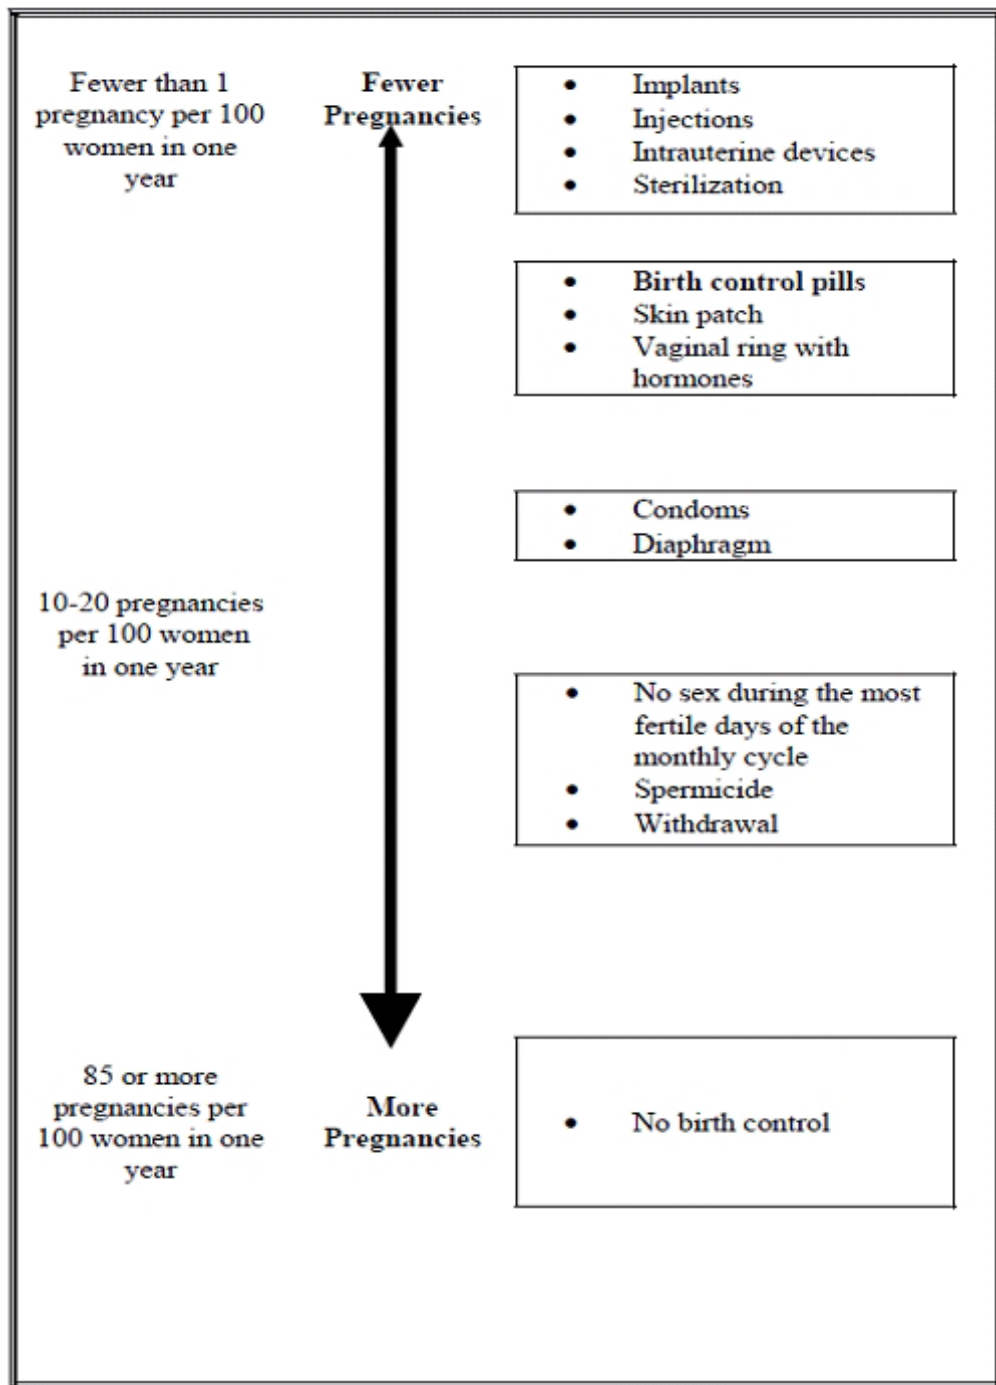 Fewer than 1
pregnancy per 100
women in one
year
Fewer
Pregnancies
• Implants
• Injections
• Intrauterine devices
• Sterilization
• Birth control pills
• Skin patch
• Vaginal ring with
hormones
• Condoms
• Diaphragm
10-20 pregnancies
per 100 women
in one year
• No sex during the most
fertile days of the
monthly cycle
• Spermicide
• Withdrawal
85 or more
pregnancies per
100 women in one
year
More
Pregnancies
• No birth control